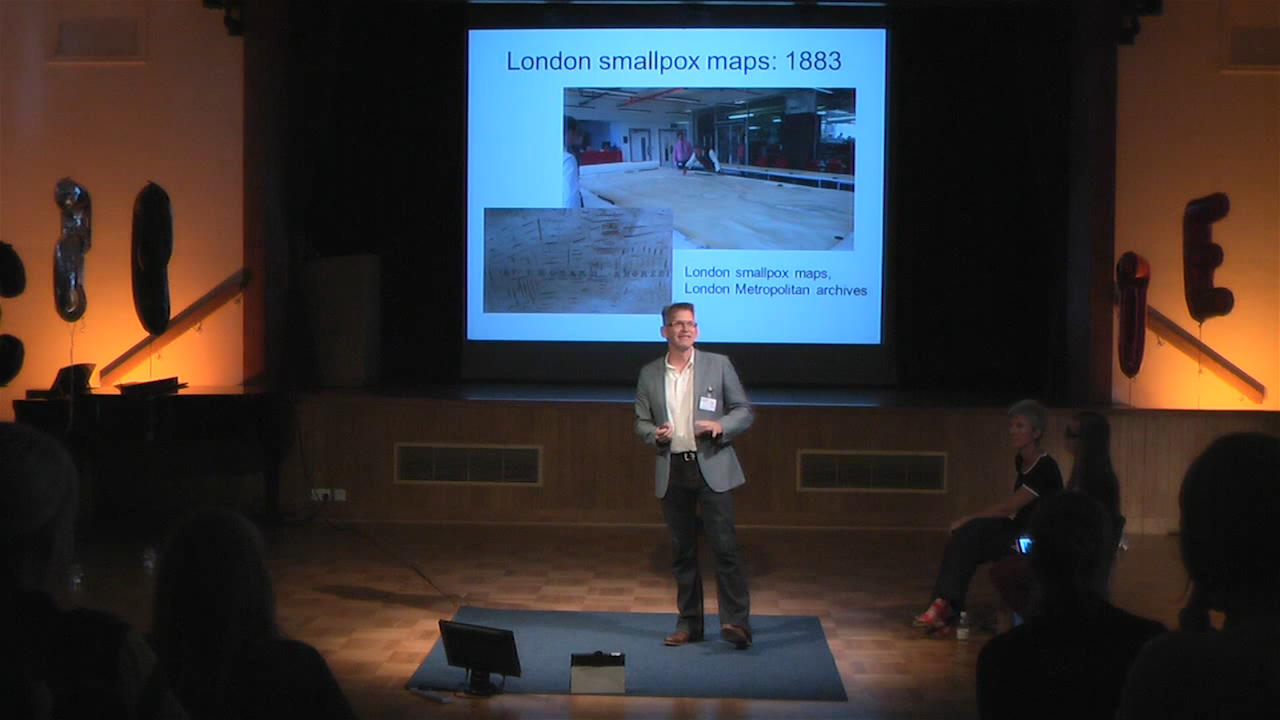 London smallpox maps: 1883
London smallpox maps,
London Metropolitan archives